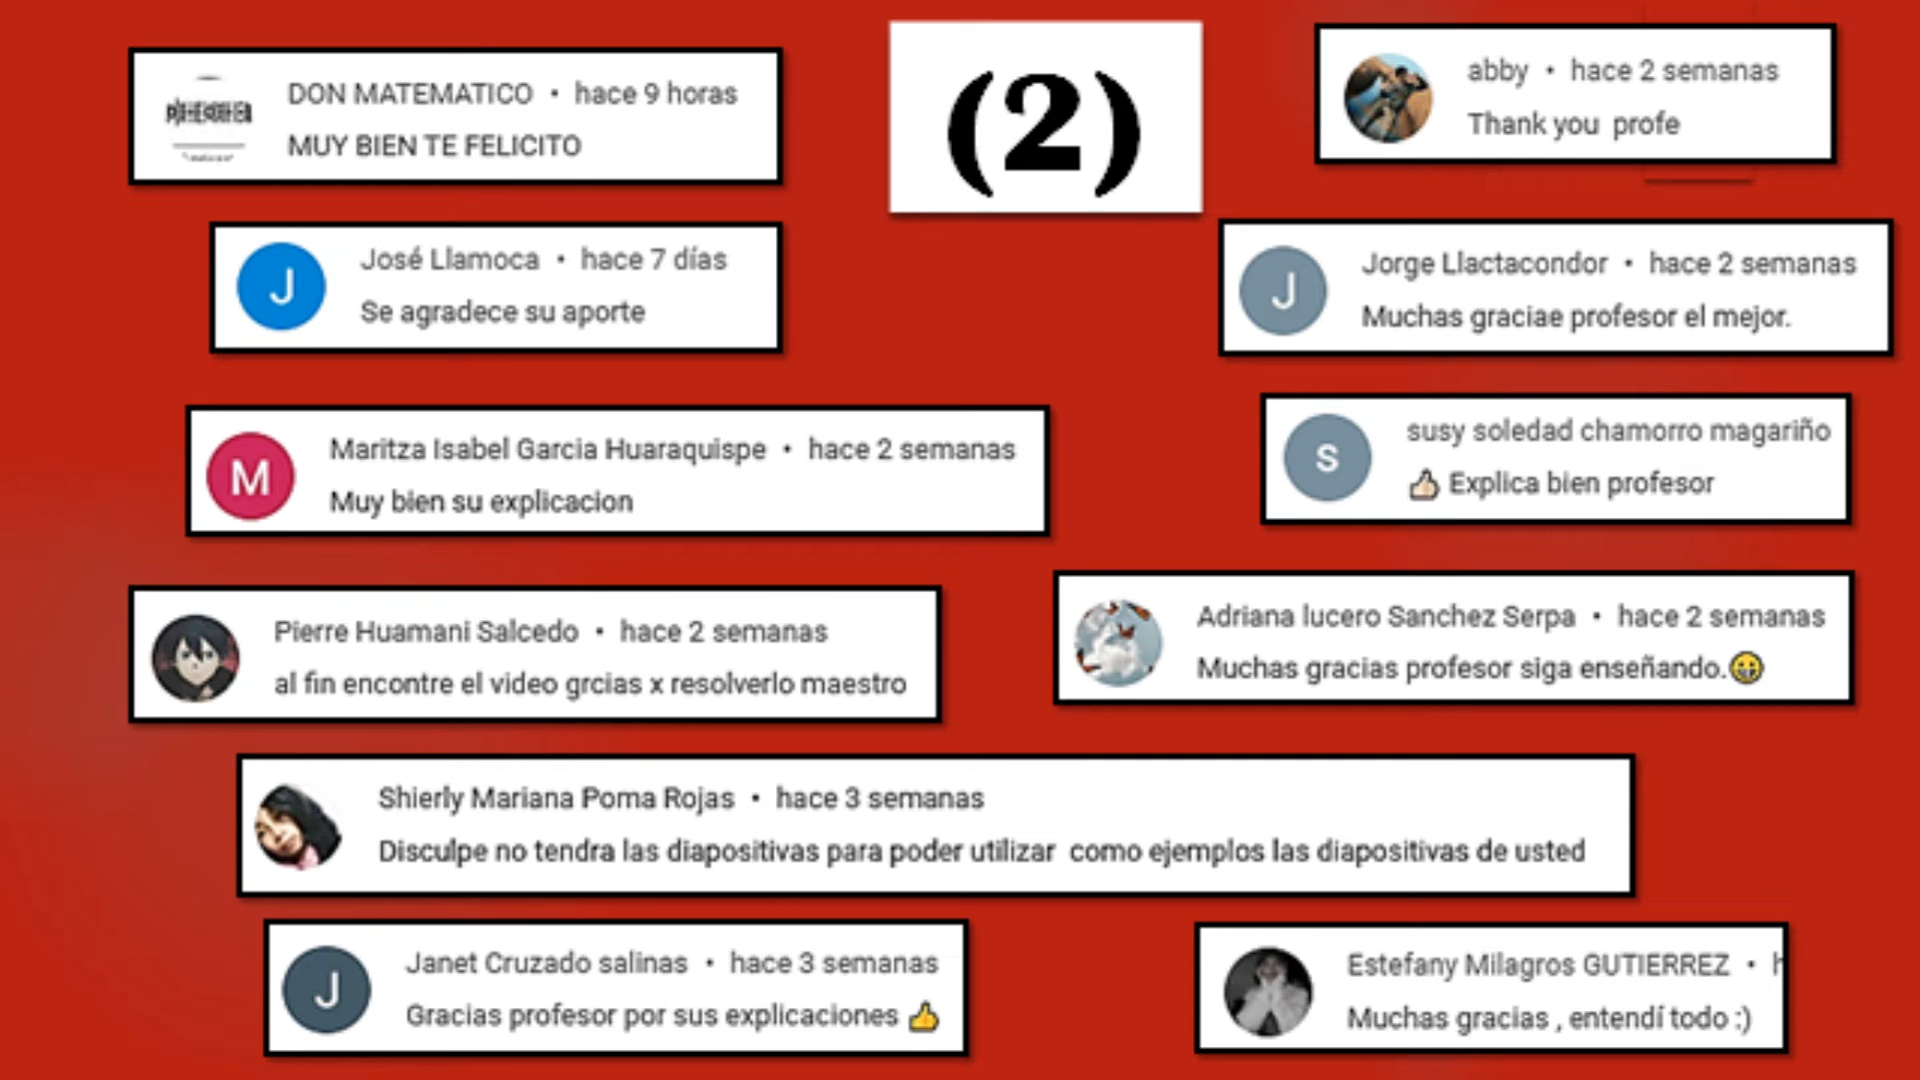 DON MATEMATICO • hace 9 horas
MUY BIEN TE FELICITO
(2)
abby • hace 2 semanas
Thank you profe
J
José Llamoca • hace 7 días
Se agradece su aporte
J
Jorge Llactacondor • hace 2 semanas
Muchas graciae profesor el mejor.
M
Maritza Isabel Garcia Huaraquispe • hace 2 semanas
Muy bien su explicacion
s
susy soledad chamorro magariño
👍🏻 Explica bien profesor
Pierre Huamani Salcedo • hace 2 semanas
al fin encontre el video grcias x resolverlo maestro
Adriana lucero Sanchez Serpa • hace 2 semanas
Muchas gracias profesor siga enseñando.😀
Shierly Mariana Poma Rojas • hace 3 semanas
Disculpe no tendra las diapositivas para poder utilizar como ejemplos las diapositivas de usted
J
Janet Cruzado salinas • hace 3 semanas
Gracias profesor por sus explicaciones 👍
Estefany Milagros GUTIERREZ •
Muchas gracias , entendí todo :)